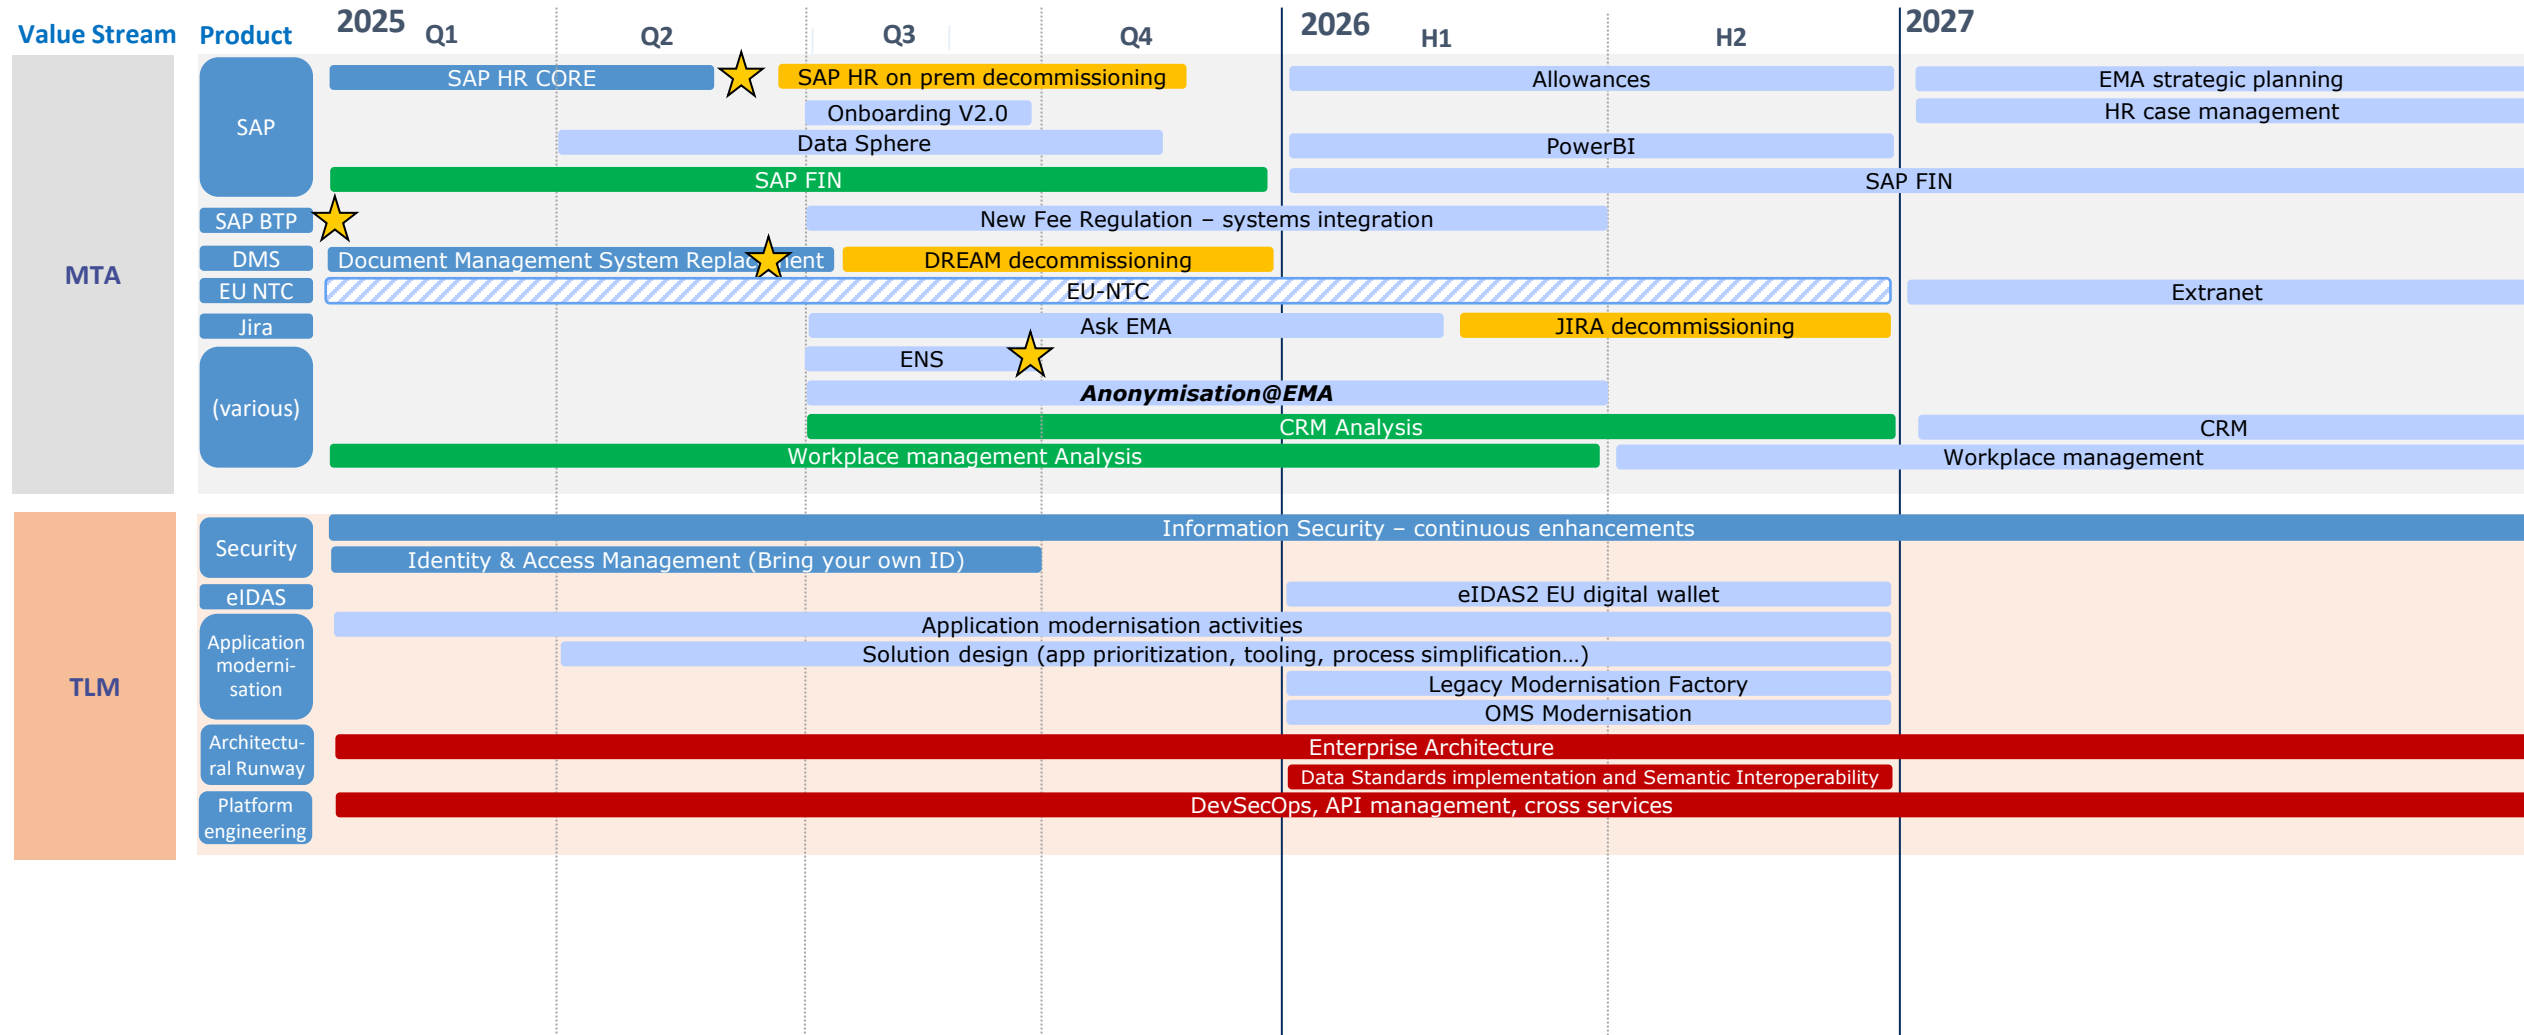 Value Stream
Product
2025
Q1
Q2
Q3
Q4
2026
H1
H2
2027
MTA
SAP
SAP HR CORE
SAP HR on prem decommissioning
Allowances
EMA strategic planning
Onboarding V2.0
HR case management
Data Sphere
PowerBI
SAP FIN
SAP FIN
SAP BTP
New Fee Regulation – systems integration
DMS
Document Management System Replacement
DREAM decommissioning
EU NTC
EU-NTC
Extranet
Jira
Ask EMA
JIRA decommissioning
(various)
ENS
Anonymisation@EMA
CRM Analysis
CRM
Workplace management Analysis
Workplace management
TLM
Security
Information Security – continuous enhancements
Identity & Access Management (Bring your own ID)
eIDAS
eIDAS2 EU digital wallet
Application
moderni-
sation
Application modernisation activities
Solution design (app prioritization, tooling, process simplification…)
Legacy Modernisation Factory
OMS Modernisation
Architectu-
ral Runway
Enterprise Architecture
Data Standards implementation and Semantic Interoperability
Platform
engineering
DevSecOps, API management, cross services